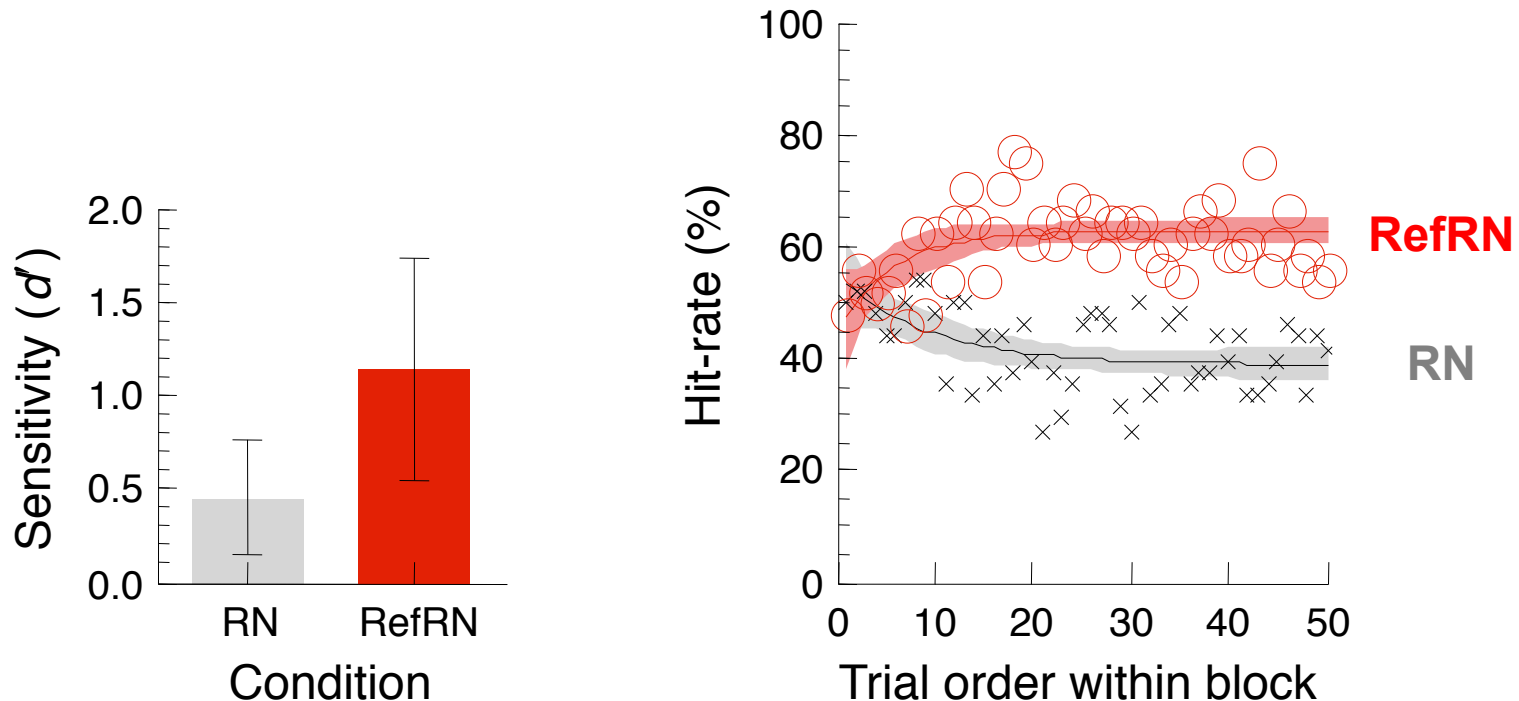 Sensitivity (d′)
2.0
1.5
1.0
0.5
0.0
RN RefRN
Condition
Hit-rate (%)
100
80
60
40
20
0
0 10 20 30 40 50
Trial order within block
RefRN
RN